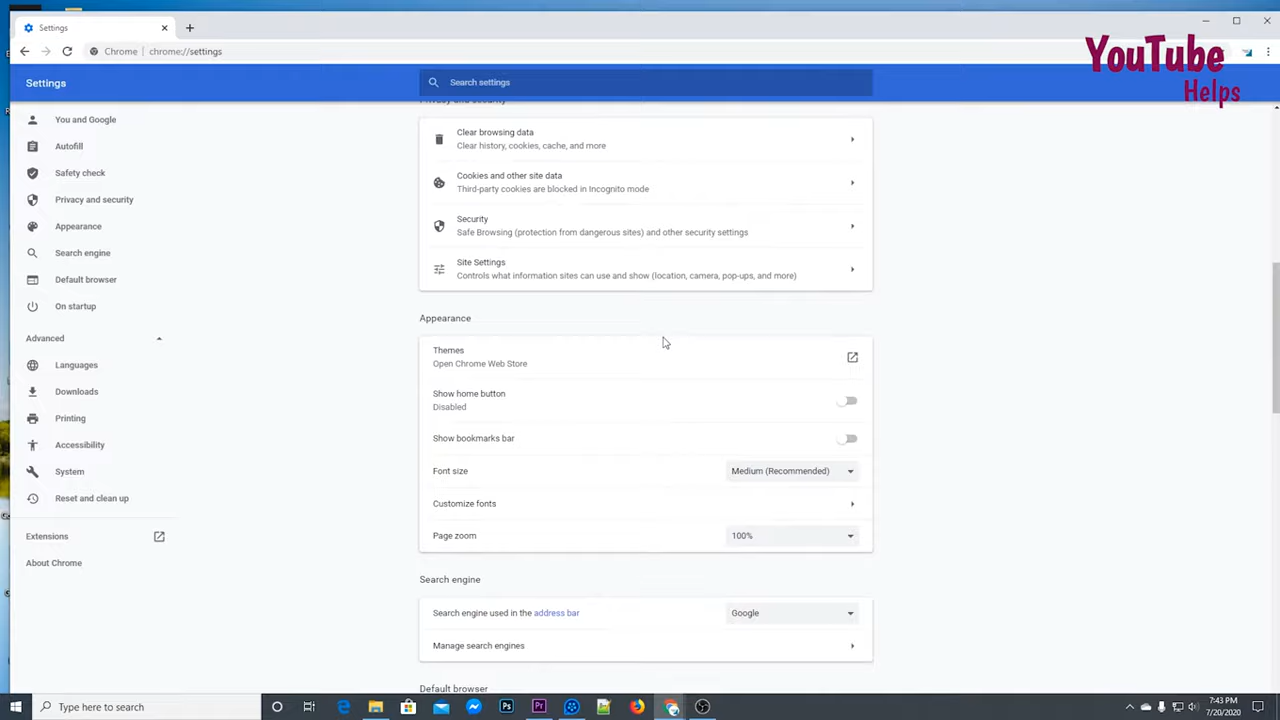 Settings
Chrome
chrome://settings
YouTube
Helps
Settings
Search settings
You and Google
Autofill
Safety check
Privacy and security
Appearance
Search engine
Default browser
On startup
Advanced
Languages
Downloads
Printing
Accessibility
System
Reset and clean up
Extensions
About Chrome
Privacy and security
Clear browsing data
Clear history, cookies, cache, and more
Cookies and other site data
Third-party cookies are blocked in Incognito mode
Security
Safe Browsing (protection from dangerous sites) and other security settings
Site Settings
Controls what information sites can use and show (location, camera, pop-ups, and more)
Appearance
Themes
Open Chrome Web Store
Show home button
Disabled
Show bookmarks bar
Font size
Medium (Recommended)
Customize fonts
Page zoom
100%
Search engine
Search engine used in the address bar
Google
Manage search engines
Default browser
Type here to search
Ps
Pr
7:43 PM
7/20/2020